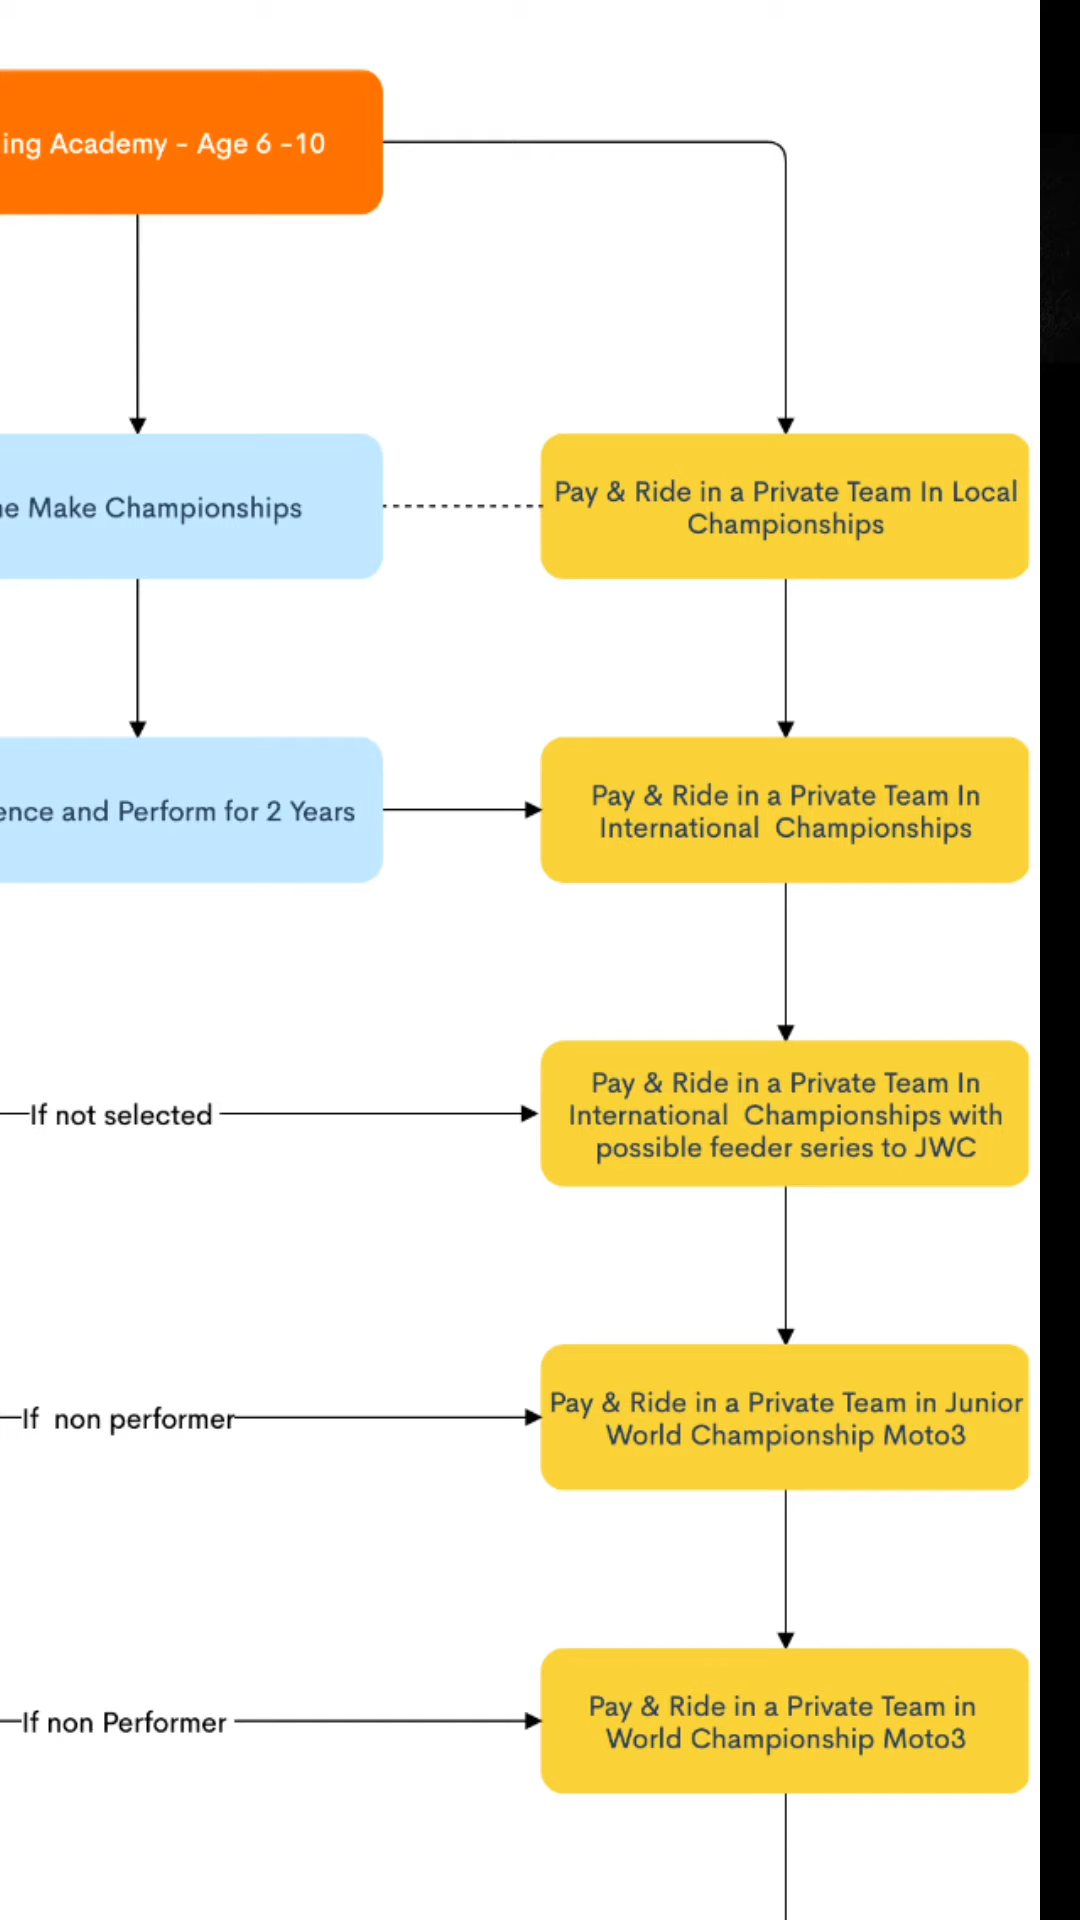 Academy - Age 6 -10
Make Championships
Pay & Ride in a Private Team In Local
Championships
and Perform for 2 Years
Pay & Ride in a Private Team In
International  Championships
If not selected
Pay & Ride in a Private Team In
International  Championships with
possible feeder series to JWC
If  non performer
Pay & Ride in a Private Team in Junior
World Championship Moto3
If non Performer
Pay & Ride in a Private Team in
World Championship Moto3